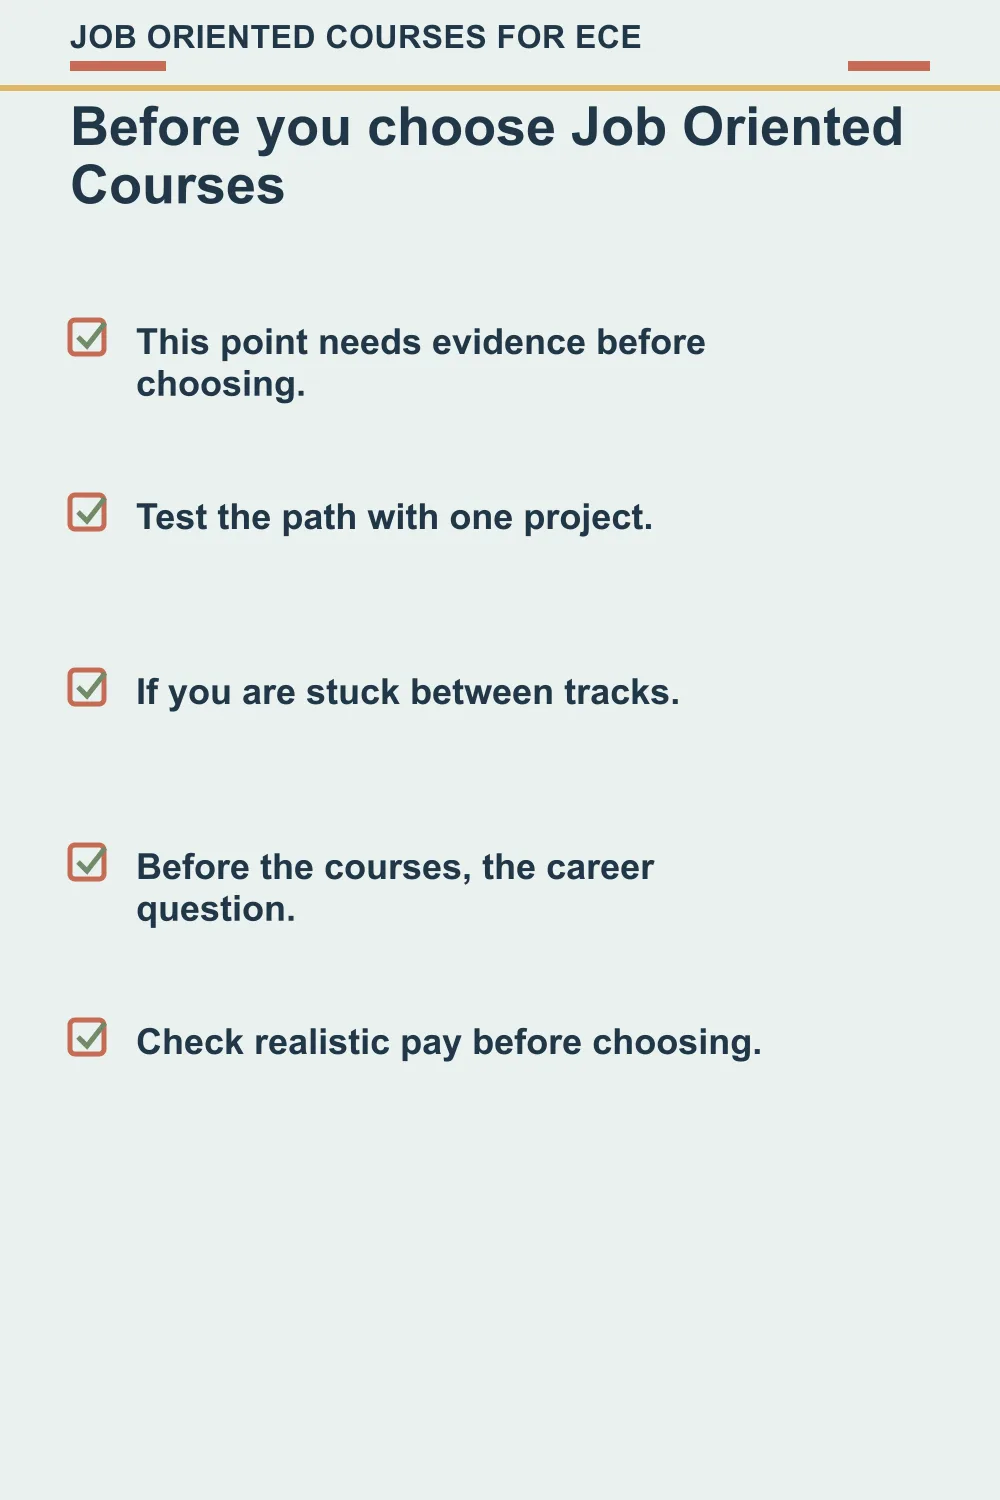 JOB ORIENTED COURSES FOR ECE
Before you choose Job Oriented
Courses
This point needs evidence before
choosing.
Test the path with one project.
If you are stuck between tracks.
Before the courses, the career
question.
Check realistic pay before choosing.